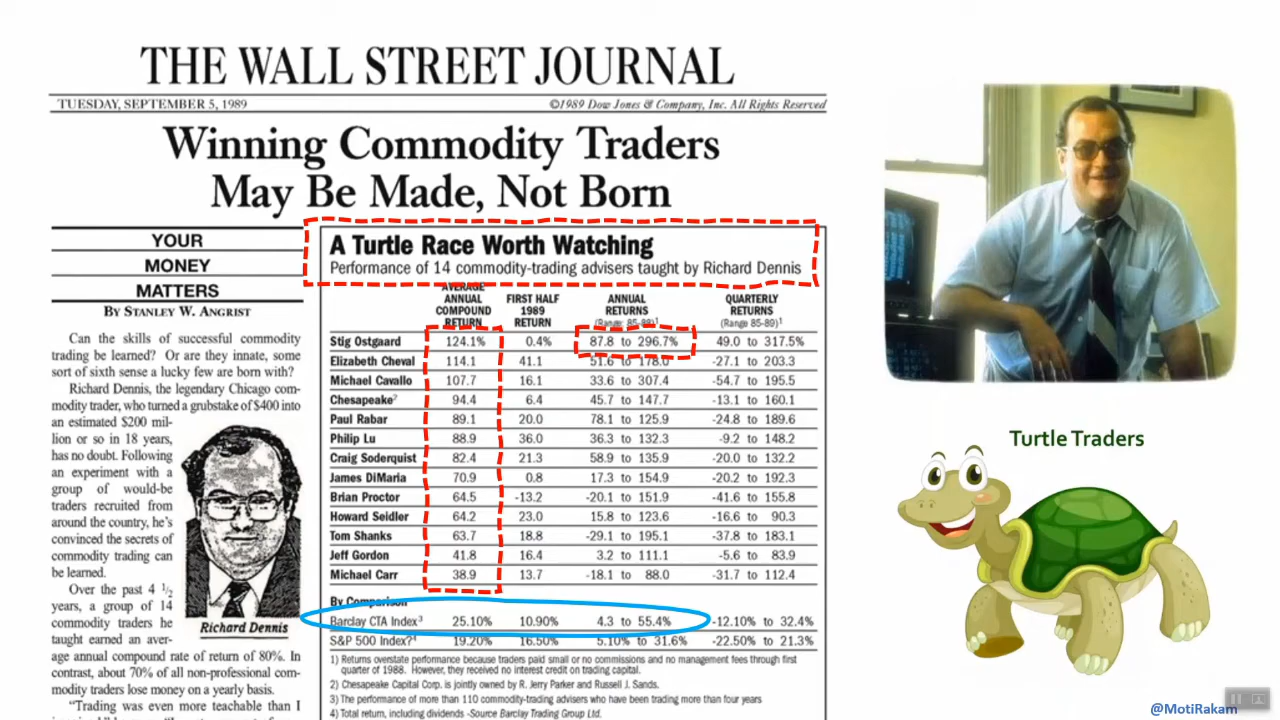 THE WALL STREET JOURNAL
TUESDAY, SEPTEMBER 5, 1989 ©1989 Dow Jones & Company, Inc. All Rights Reserved
Winning Commodity Traders
May Be Made, Not Born
YOUR
MONEY
MATTERS
BY STANLEY W. ANGRIST
Can the skills of successful commodity
trading be learned? Or are they innate, some
sort of sixth sense a lucky few are born with?
Richard Dennis, the legendary Chicago com-
modity trader, who turned a grubstake of $400 into
an estimated $200 mil-
lion or so in 18 years,
has no doubt. Following
an experiment with a
group of would-be
traders recruited from
around the country, he's
convinced the secrets of
commodity trading can
be learned.
Over the past 4 1/2
years, a group of 14
commodity traders he
taught earned an aver-
age annual compound rate of return of 80%. In
contrast, about 70% of all non-professional com-
modity traders lose money on a yearly basis.
"Trading was even more teachable than I
Richard Dennis
A Turtle Race Worth Watching
Performance of 14 commodity-trading advisers taught by Richard Dennis
AVERAGE
ANNUAL FIRST HALF ANNUAL QUARTERLY
COMPOUND 1989 RETURNS RETURNS
RETURN RETURN (Range: 85-88)1 (Range 85-89)1
Stig Ostgaard 124.1% 0.4% 87.8 to 296.7% 49.0 to 317.5%
Elizabeth Cheval 114.1 41.1 51.6 to 178.0 -27.1 to 203.3
Michael Cavallo 107.7 16.1 33.6 to 307.4 -54.7 to 195.5
Chesapeake2 94.4 6.4 45.7 to 147.7 -13.1 to 160.1
Paul Rabar 89.1 20.0 78.1 to 125.9 -24.8 to 189.6
Philip Lu 88.9 36.0 36.3 to 132.3 -9.2 to 148.2
Craig Soderquist 82.4 21.3 58.9 to 135.9 -20.0 to 132.2
James DiMaria 70.9 0.8 17.3 to 154.9 -20.2 to 192.3
Brian Proctor 64.5 -13.2 -20.1 to 151.9 -41.6 to 155.8
Howard Seidler 64.2 23.0 15.8 to 123.6 -16.6 to 90.3
Tom Shanks 63.7 18.8 -29.1 to 195.1 -37.8 to 183.1
Jeff Gordon 41.8 16.4 3.2 to 111.1 -5.6 to 83.9
Michael Carr 38.9 13.7 -18.1 to 88.0 -31.7 to 112.4
By Comparison
Barclay CTA Index3 25.10% 10.90% 4.3 to 55.4% -12.10% to 32.4%
S&P 500 Index?4 19.20% 16.50% 5.10% to 31.6% -22.50% to 21.3%
1) Returns overstate performance because traders paid small or no commissions and no management fees through first
quarter of 1988. However, they received no interest credit on trading capital.
2) Chesapeake Capital Corp. is jointly owned by R. Jerry Parker and Russell J. Sands.
3) The performance of more than 110 commodity-trading advisers who have been trading more than four years
4) Total return, including dividends -Source Barclay Trading Group Ltd.
Turtle Traders
@MotiRakam